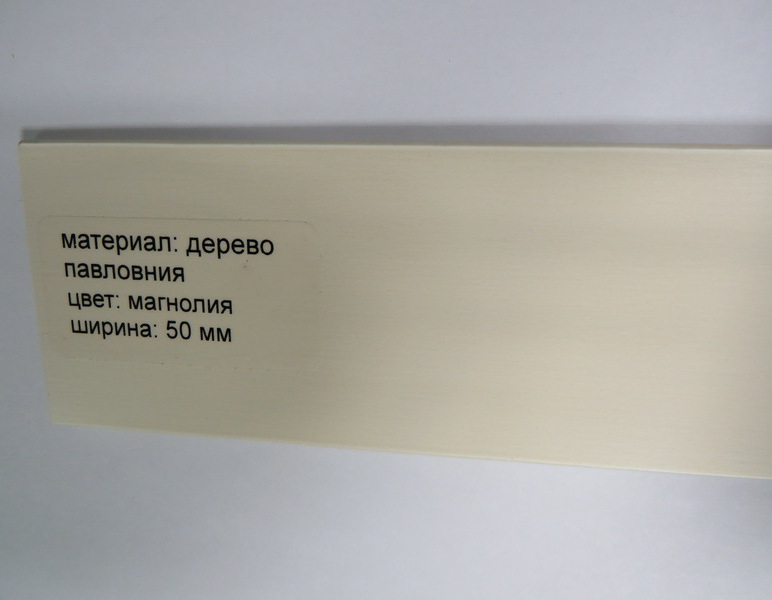 материал: дерево
павловния
цвет: магнолия
ширина: 50 мм